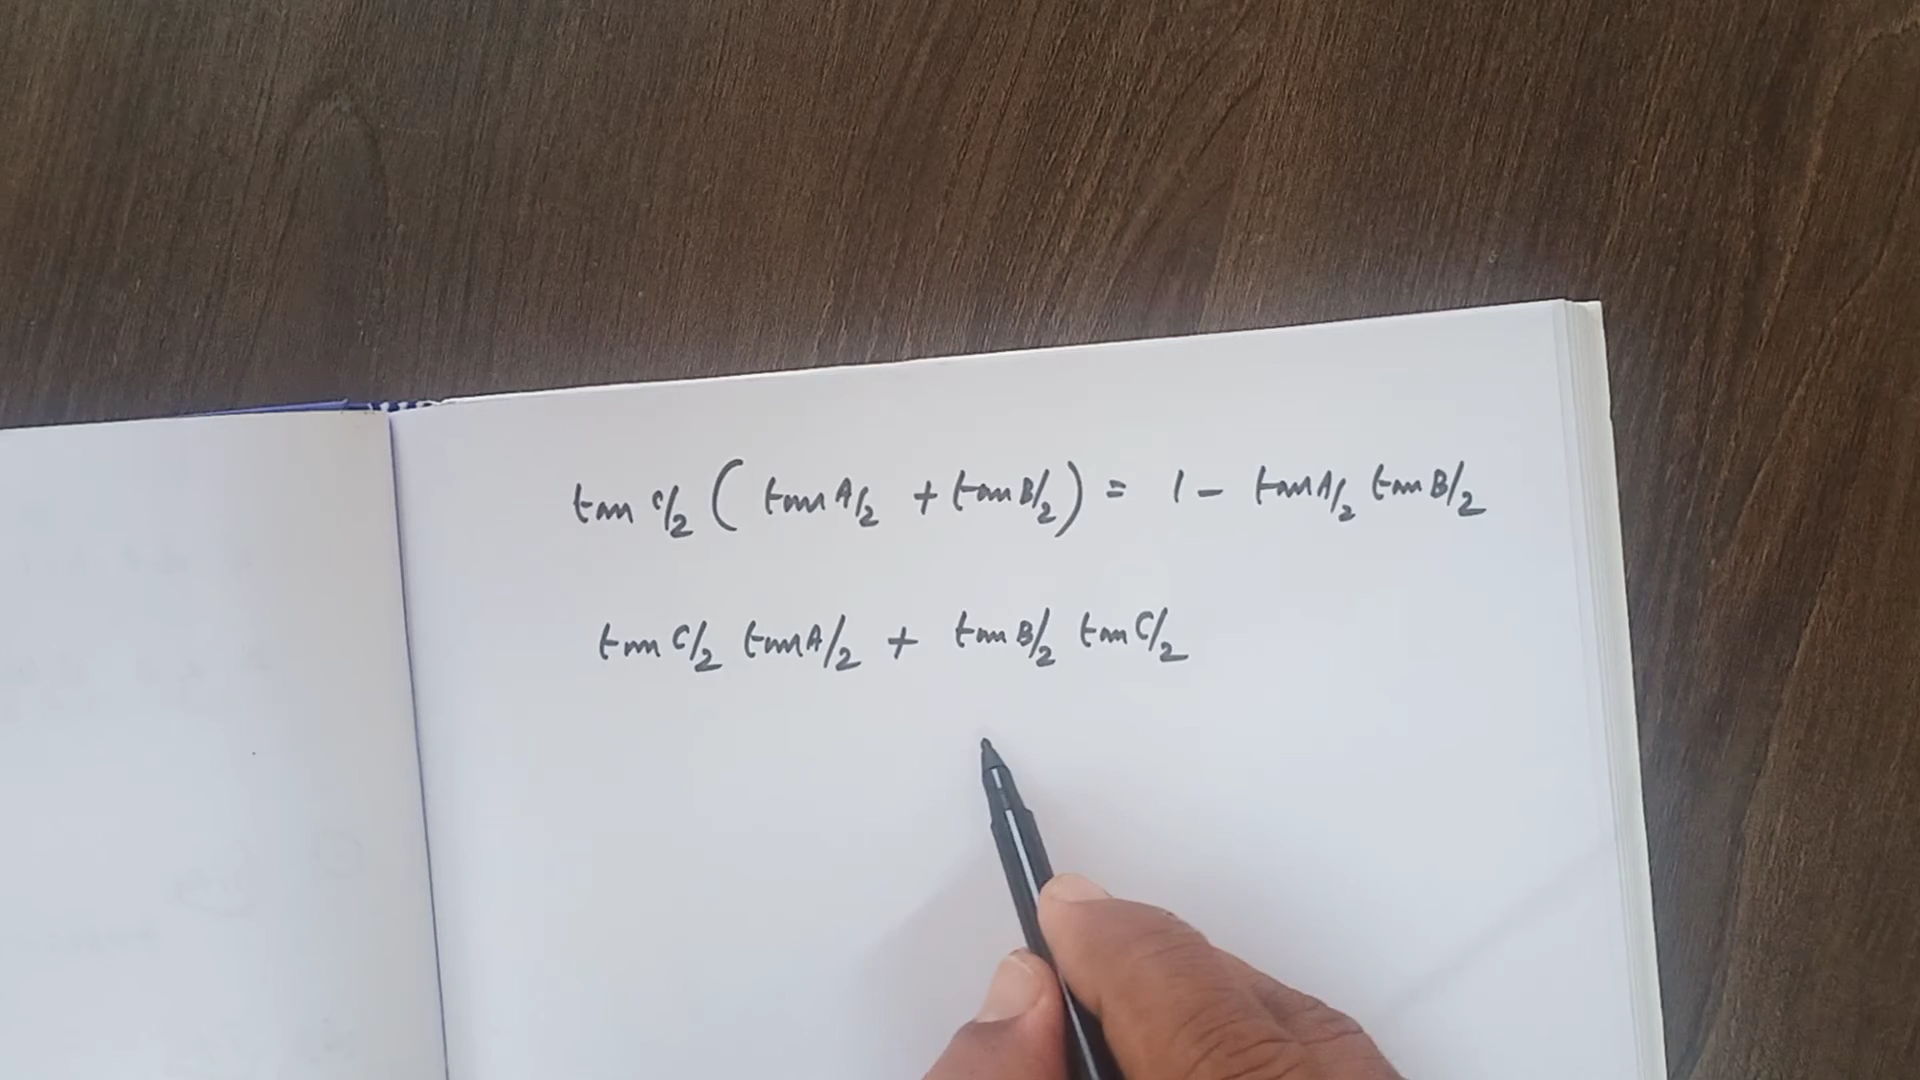 tan C/2 ( tan A/2 + tan B/2 ) = 1 - tan A/2 tan B/2
tan C/2 tan A/2 + tan B/2 tan C/2